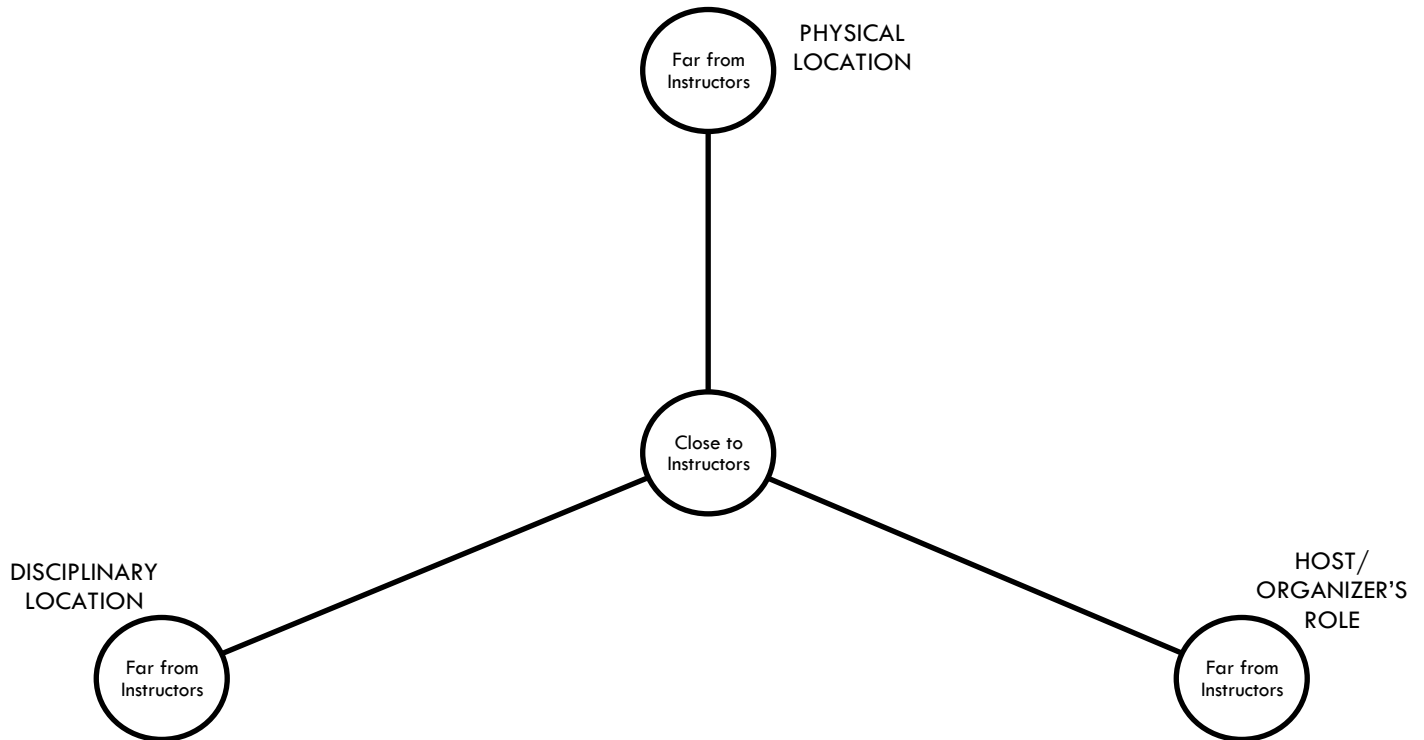 Far from
Instructors
PHYSICAL
LOCATION
Close to
Instructors
DISCIPLINARY
LOCATION
Far from
Instructors
HOST/
ORGANIZER’S
ROLE
Far from
Instructors